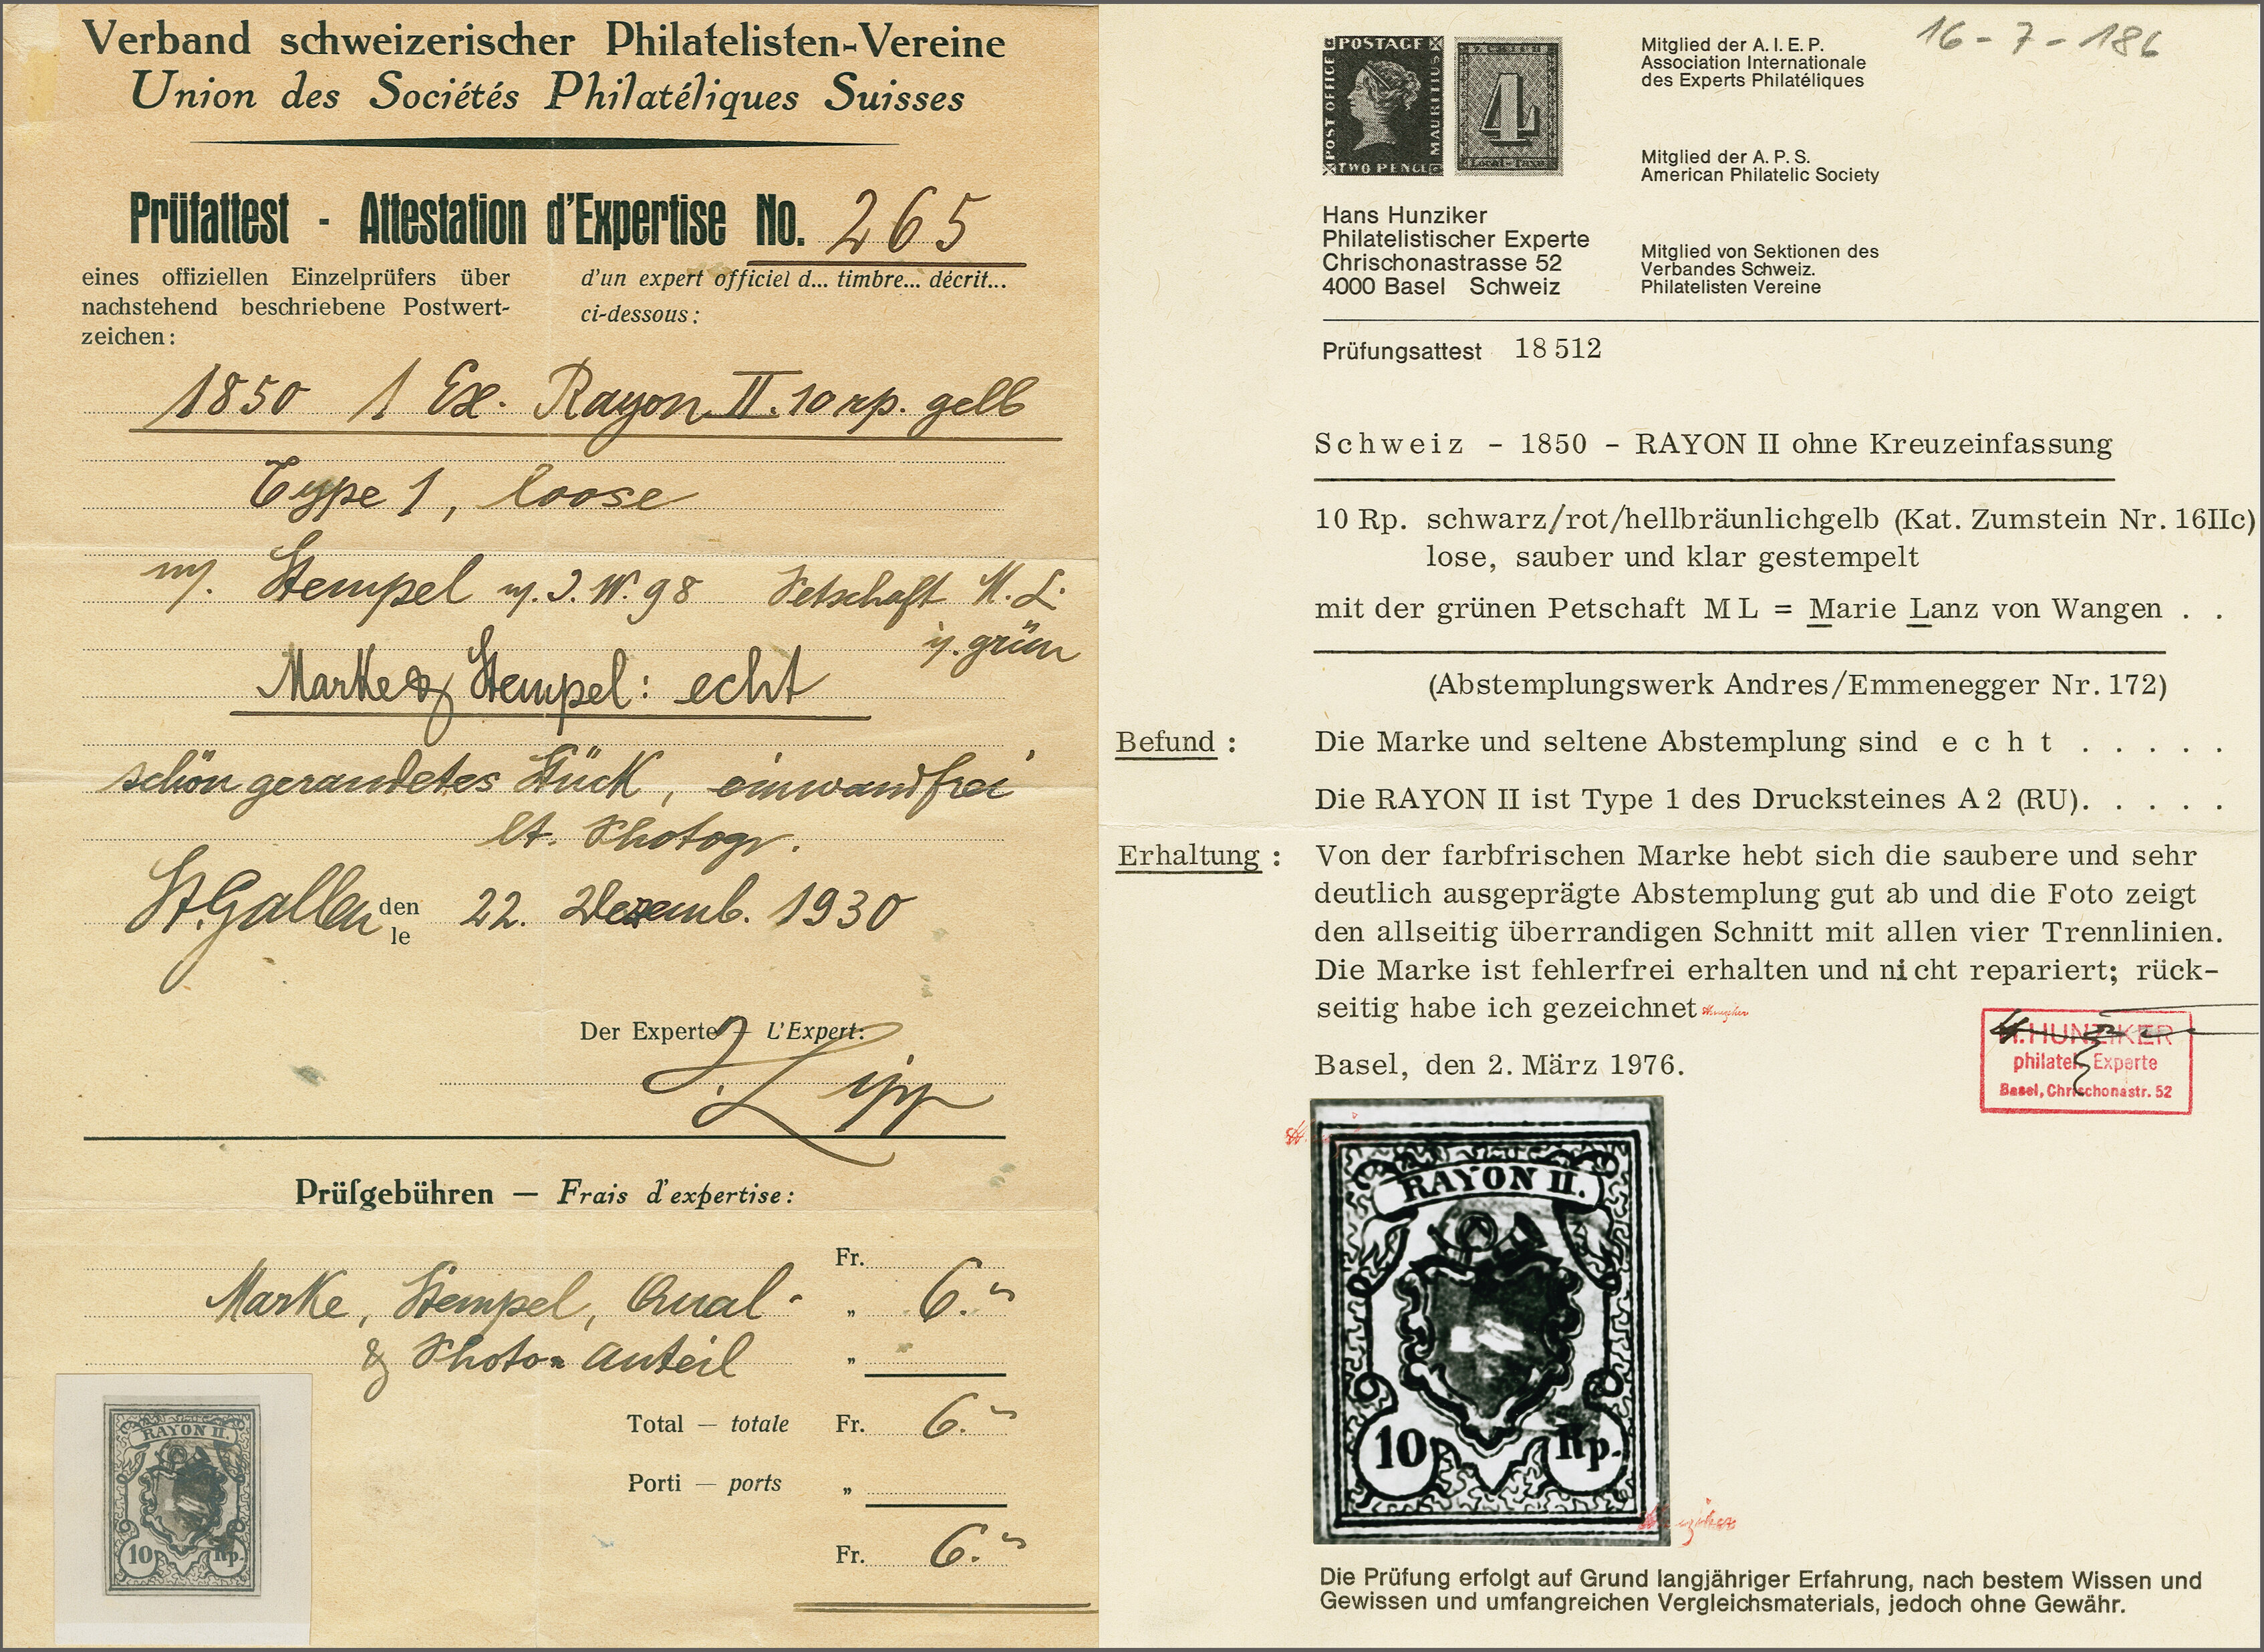 Verband schweizerischer Philatelisten-Vereine
Union des Sociétés Philatéliques Suisses
Prüfattest - Attestation d'Expertise No. 265
eines offiziellen Einzelprüfers über
nachstehend beschriebene Postwert-
zeichen:
d'un expert officiel d... timbre... décrit...
ci-dessous:
1850 1 Ex. Rayon II. 10 rp. gelb
Type 1, loose
m. Stempel n. J. W. 98 Petschaft M. L.
i. grün
Marke & Stempel: echt
schön gerandetes Stück, einwandfrei
lt. Photogr.
St. Gallen den
le
22. Dezemb. 1930
Der Experte — L'Expert:
J. Lipp
Prüfgebühren — Frais d'expertise:
Fr.
Marke, Stempel, Qual- „ 6.-
& Photo-Anteil „
Total — totale Fr. 6.-
Porti — ports „
Fr. 6.-
RAYON II.
10 Rp.
16-7-186
POSTAGE
POST OFFICE
MAURITIUS
TWO PENCE
4
Local-Taxe
Mitglied der A. I. E. P.
Association Internationale
des Experts Philatéliques
Mitglied der A. P. S.
American Philatelic Society
Hans Hunziker
Philatelistischer Experte
Chrischonastrasse 52
4000 Basel Schweiz
Mitglied von Sektionen des
Verbandes Schweiz.
Philatelisten Vereine
Prüfungsattest 18 512
Schweiz - 1850 - RAYON II ohne Kreuzeinfassung
10 Rp. schwarz/rot/hellbräunlichgelb (Kat. Zumstein Nr. 16IIc)
lose, sauber und klar gestempelt
mit der grünen Petschaft M L = Marie Lanz von Wangen . .
(Abstemplungswerk Andres/Emmenegger Nr. 172)
Befund : Die Marke und seltene Abstemplung sind e c h t . . . . .
Die RAYON II ist Type 1 des Drucksteines A 2 (RU). . . . .
Erhaltung : Von der farbfrischen Marke hebt sich die saubere und sehr
deutlich ausgeprägte Abstemplung gut ab und die Foto zeigt
den allseitig überrandigen Schnitt mit allen vier Trennlinien.
Die Marke ist fehlerfrei erhalten und nicht repariert; rück-
seitig habe ich gezeichnet Hunziker
Basel, den 2. März 1976.
H. HUNZIKER
philatel. Experte
Basel, Chrischonastr. 52
RAYON II.
10 Rp.
Hunziker
Die Prüfung erfolgt auf Grund langjähriger Erfahrung, nach bestem Wissen und
Gewissen und umfangreichen Vergleichsmaterials, jedoch ohne Gewähr.